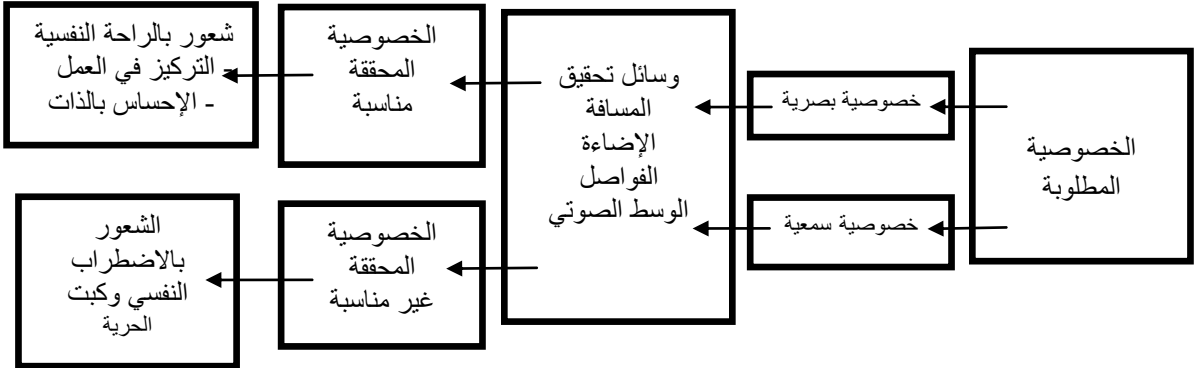 الخصوصية
المطلوبة
خصوصية بصرية
خصوصية سمعية
وسائل تحقيق
المسافة
الإضاءة
الفواصل
الوسط الصوتي
الخصوصية
المحققة
مناسبة
الخصوصية
المحققة
غير مناسبة
شعور بالراحة النفسية
- التركيز في العمل
- الإحساس بالذات
الشعور
بالاضطراب
النفسي وكبت
الحرية